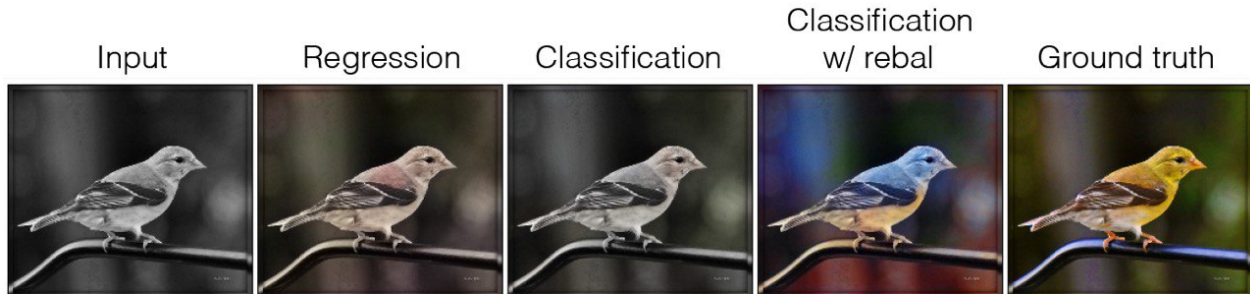 Input
Regression
Classification
Classification
w/ rebal
Ground truth